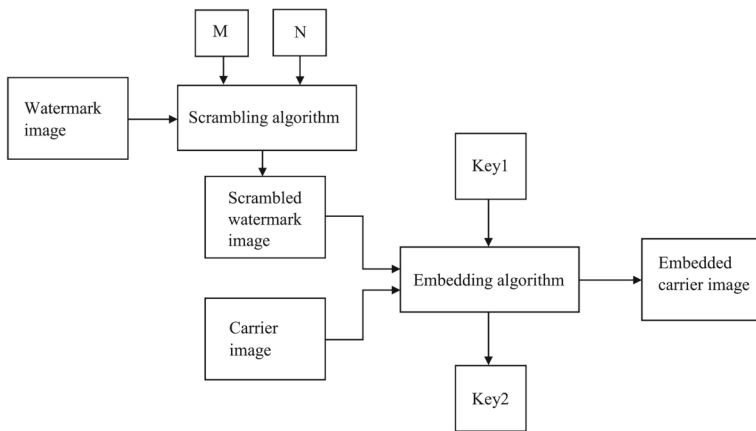 M
N
Watermark
image
Scrambling algorithm
Scrambled
watermark
image
Key1
Embedding algorithm
Embedded
carrier image
Carrier
image
Key2